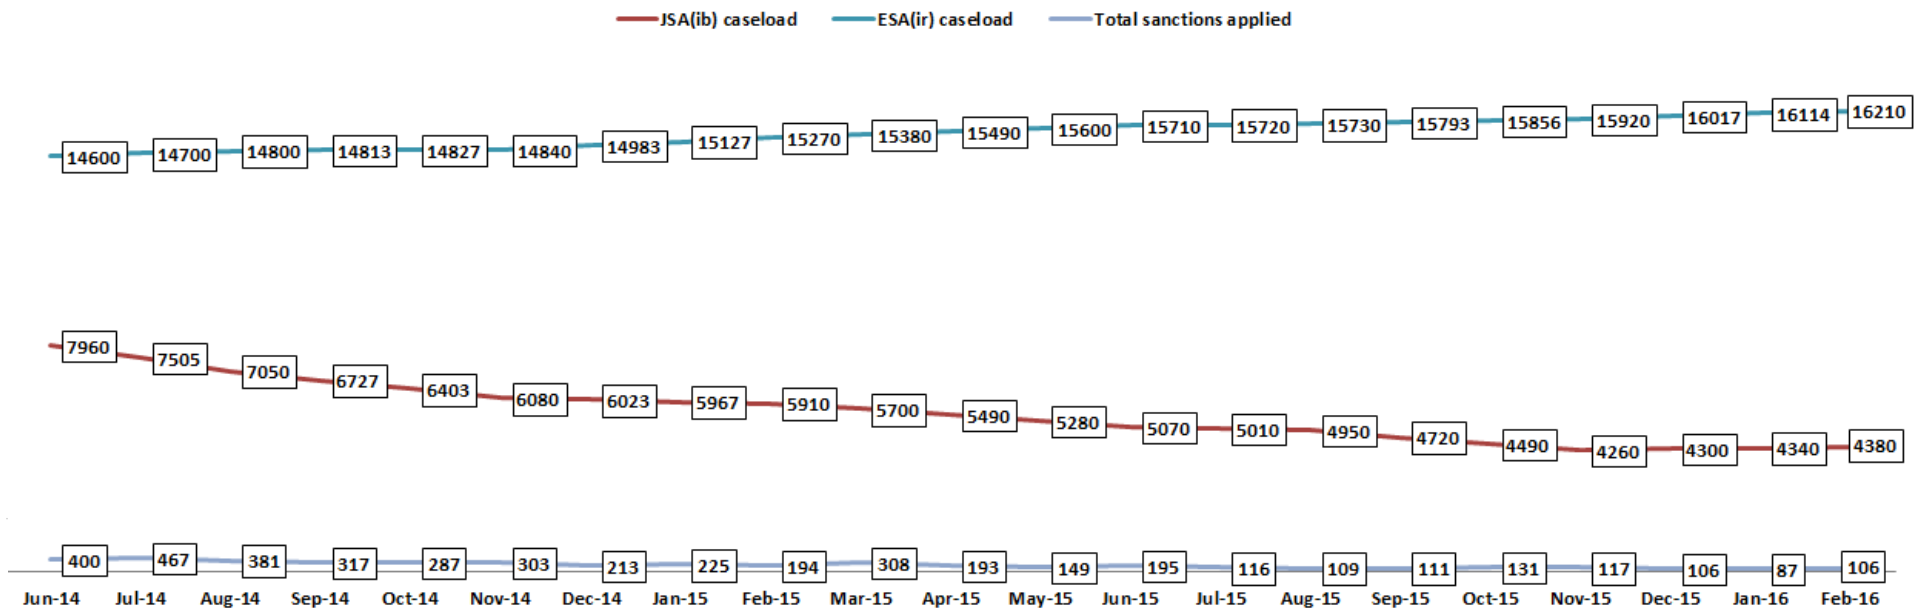 JSA(ib) caseload ESA(ir) caseload Total sanctions applied
14600 14700 14800 14813 14827 14840 14983 15127 15270 15380 15490 15600 15710 15720 15730 15793 15856 15920 16017 16114 16210
7960 7505 7050 6727 6403 6080 6023 5967 5910 5700 5490 5280 5070 5010 4950 4720 4490 4260 4300 4340 4380
400 467 381 317 287 303 213 225 194 308 193 149 195 116 109 111 131 117 106 87 106
Jun-14 Jul-14 Aug-14 Sep-14 Oct-14 Nov-14 Dec-14 Jan-15 Feb-15 Mar-15 Apr-15 May-15 Jun-15 Jul-15 Aug-15 Sep-15 Oct-15 Nov-15 Dec-15 Jan-16 Feb-16